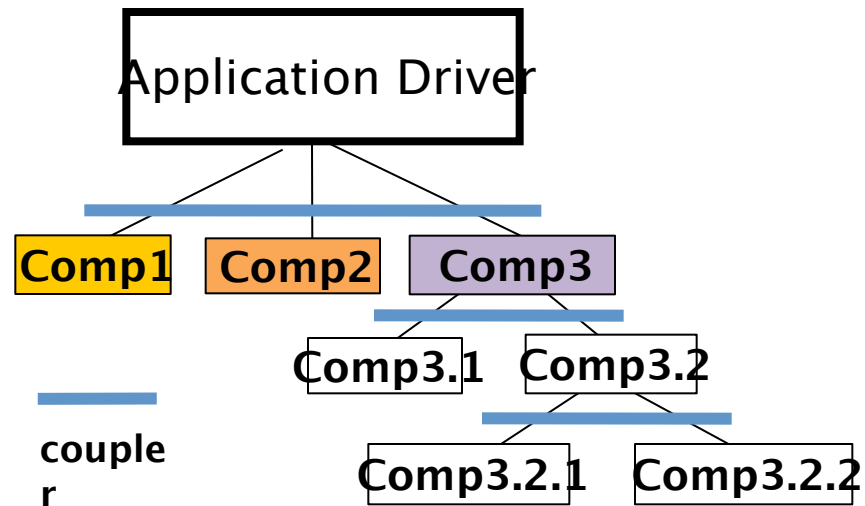 Application Driver
Comp1 Comp2 Comp3
Comp3.1 Comp3.2
couple
r
Comp3.2.1 Comp3.2.2